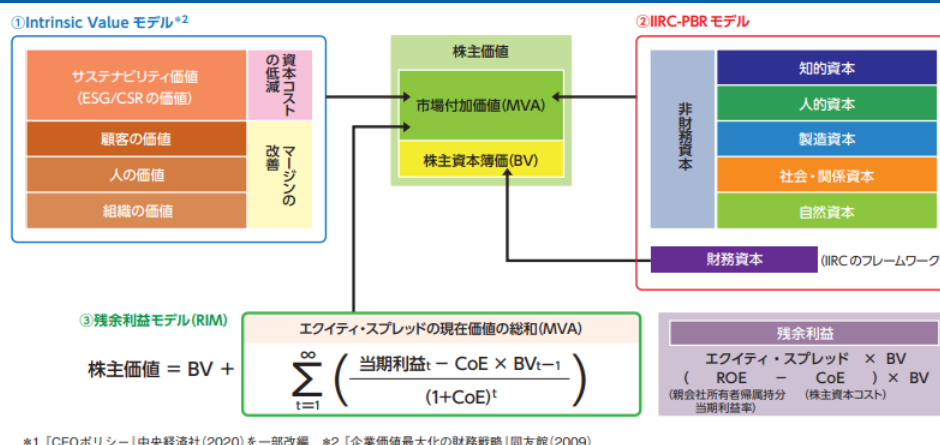 ①Intrinsic Value モデル*2
サステナビリティ価値
(ESG/CSRの価値)
資本コスト
の低減
顧客の価値
人の価値
組織の価値
マージンの
改善
株主価値
市場付加価値(MVA)
株主資本簿価(BV)
②IIRC-PBRモデル
非財務資本
知的資本
人的資本
製造資本
社会・関係資本
自然資本
財務資本
(IIRCのフレームワーク
③残余利益モデル(RIM)
株主価値 = BV +
エクイティ・スプレッドの現在価値の総和(MVA)
∞
Σ
t=1
( 当期利益t − CoE × BVt−1 )
(1+CoE)^t
残余利益
エクイティ・スプレッド × BV
( ROE − CoE ) × BV
(親会社所有者帰属持分 (株主資本コスト)
当期利益率)
*1『CFOポリシー』中央経済社(2020)を一部改編 *2『企業価値最大化の財務戦略』同友館(2009)